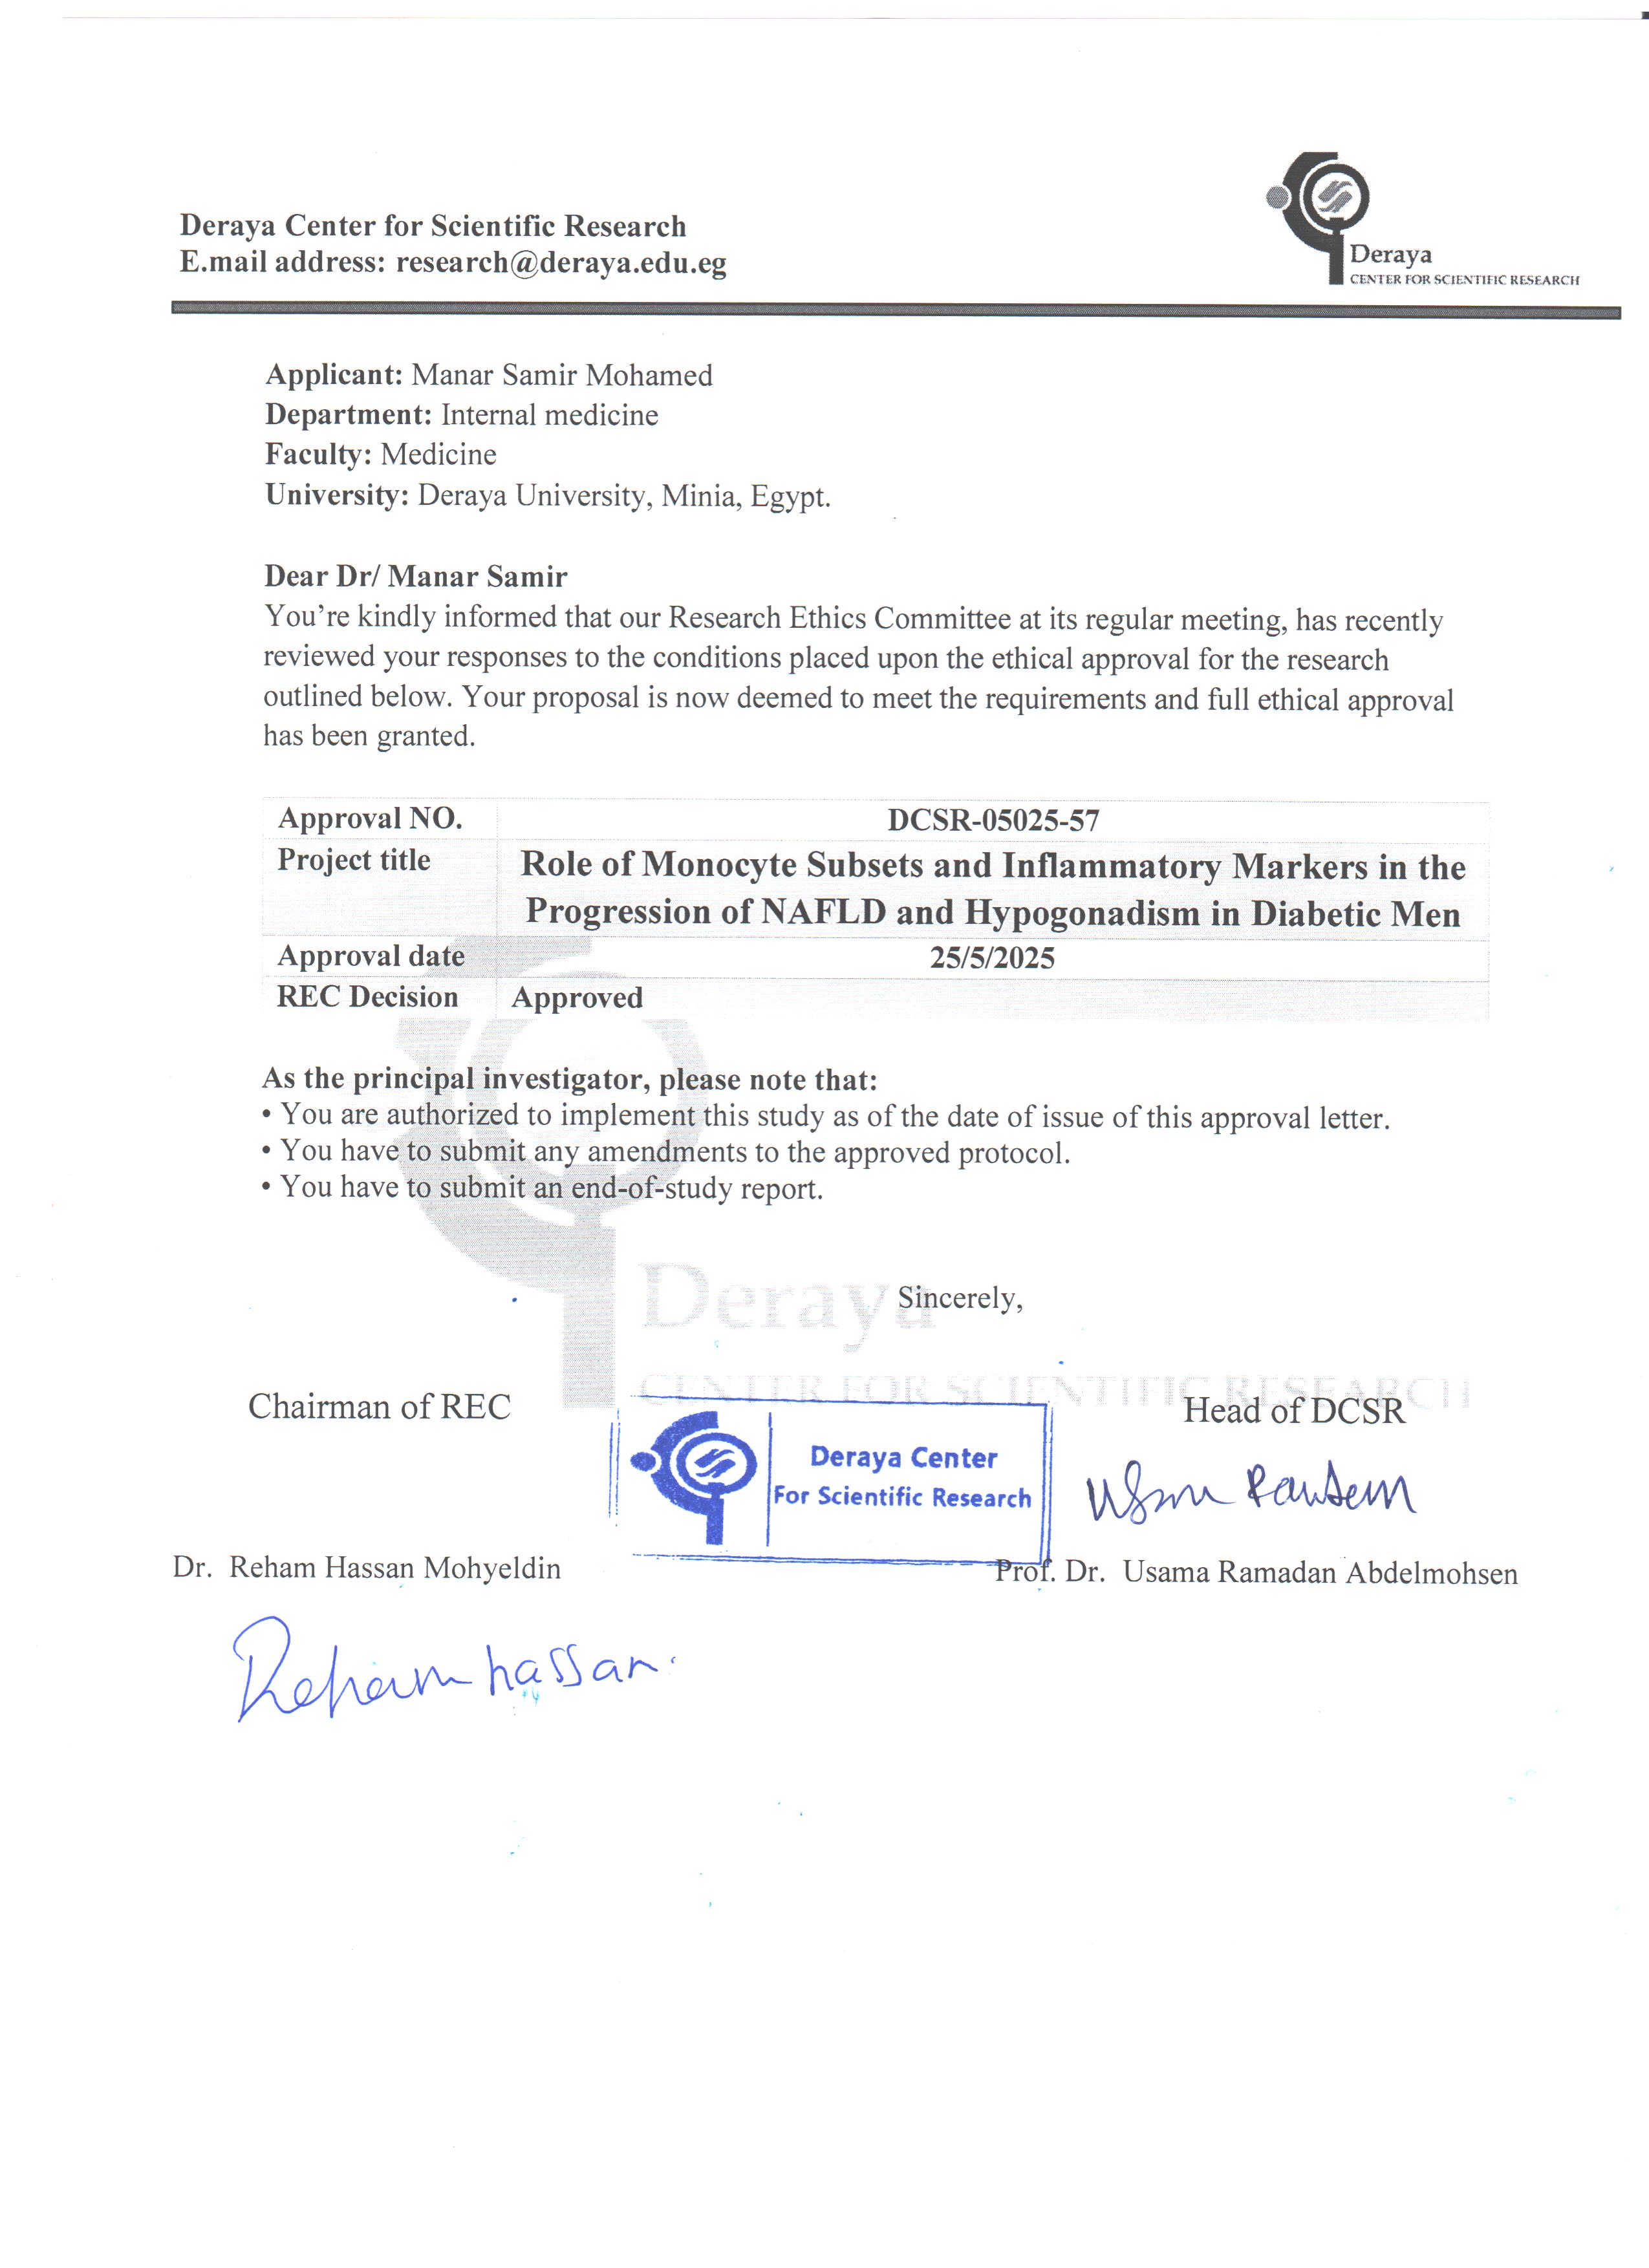 Deraya Center for Scientific Research
E.mail address: research@deraya.edu.eg
Deraya
CENTER FOR SCIENTIFIC RESEARCH
Applicant: Manar Samir Mohamed
Department: Internal medicine
Faculty: Medicine
University: Deraya University, Minia, Egypt.
Dear Dr/ Manar Samir
You're kindly informed that our Research Ethics Committee at its regular meeting, has recently
reviewed your responses to the conditions placed upon the ethical approval for the research
outlined below. Your proposal is now deemed to meet the requirements and full ethical approval
has been granted.
Approval NO. DCSR-05025-57
Project title Role of Monocyte Subsets and Inflammatory Markers in the
Progression of NAFLD and Hypogonadism in Diabetic Men
Approval date 25/5/2025
REC Decision Approved
As the principal investigator, please note that:
• You are authorized to implement this study as of the date of issue of this approval letter.
• You have to submit any amendments to the approved protocol.
• You have to submit an end-of-study report.
Sincerely,
Deraya
CENTER FOR SCIENTIFIC RESEARCH
Chairman of REC
Head of DCSR
Deraya Center
For Scientific Research
Dr. Reham Hassan Mohyeldin
Prof. Dr. Usama Ramadan Abdelmohsen
Reham hassan